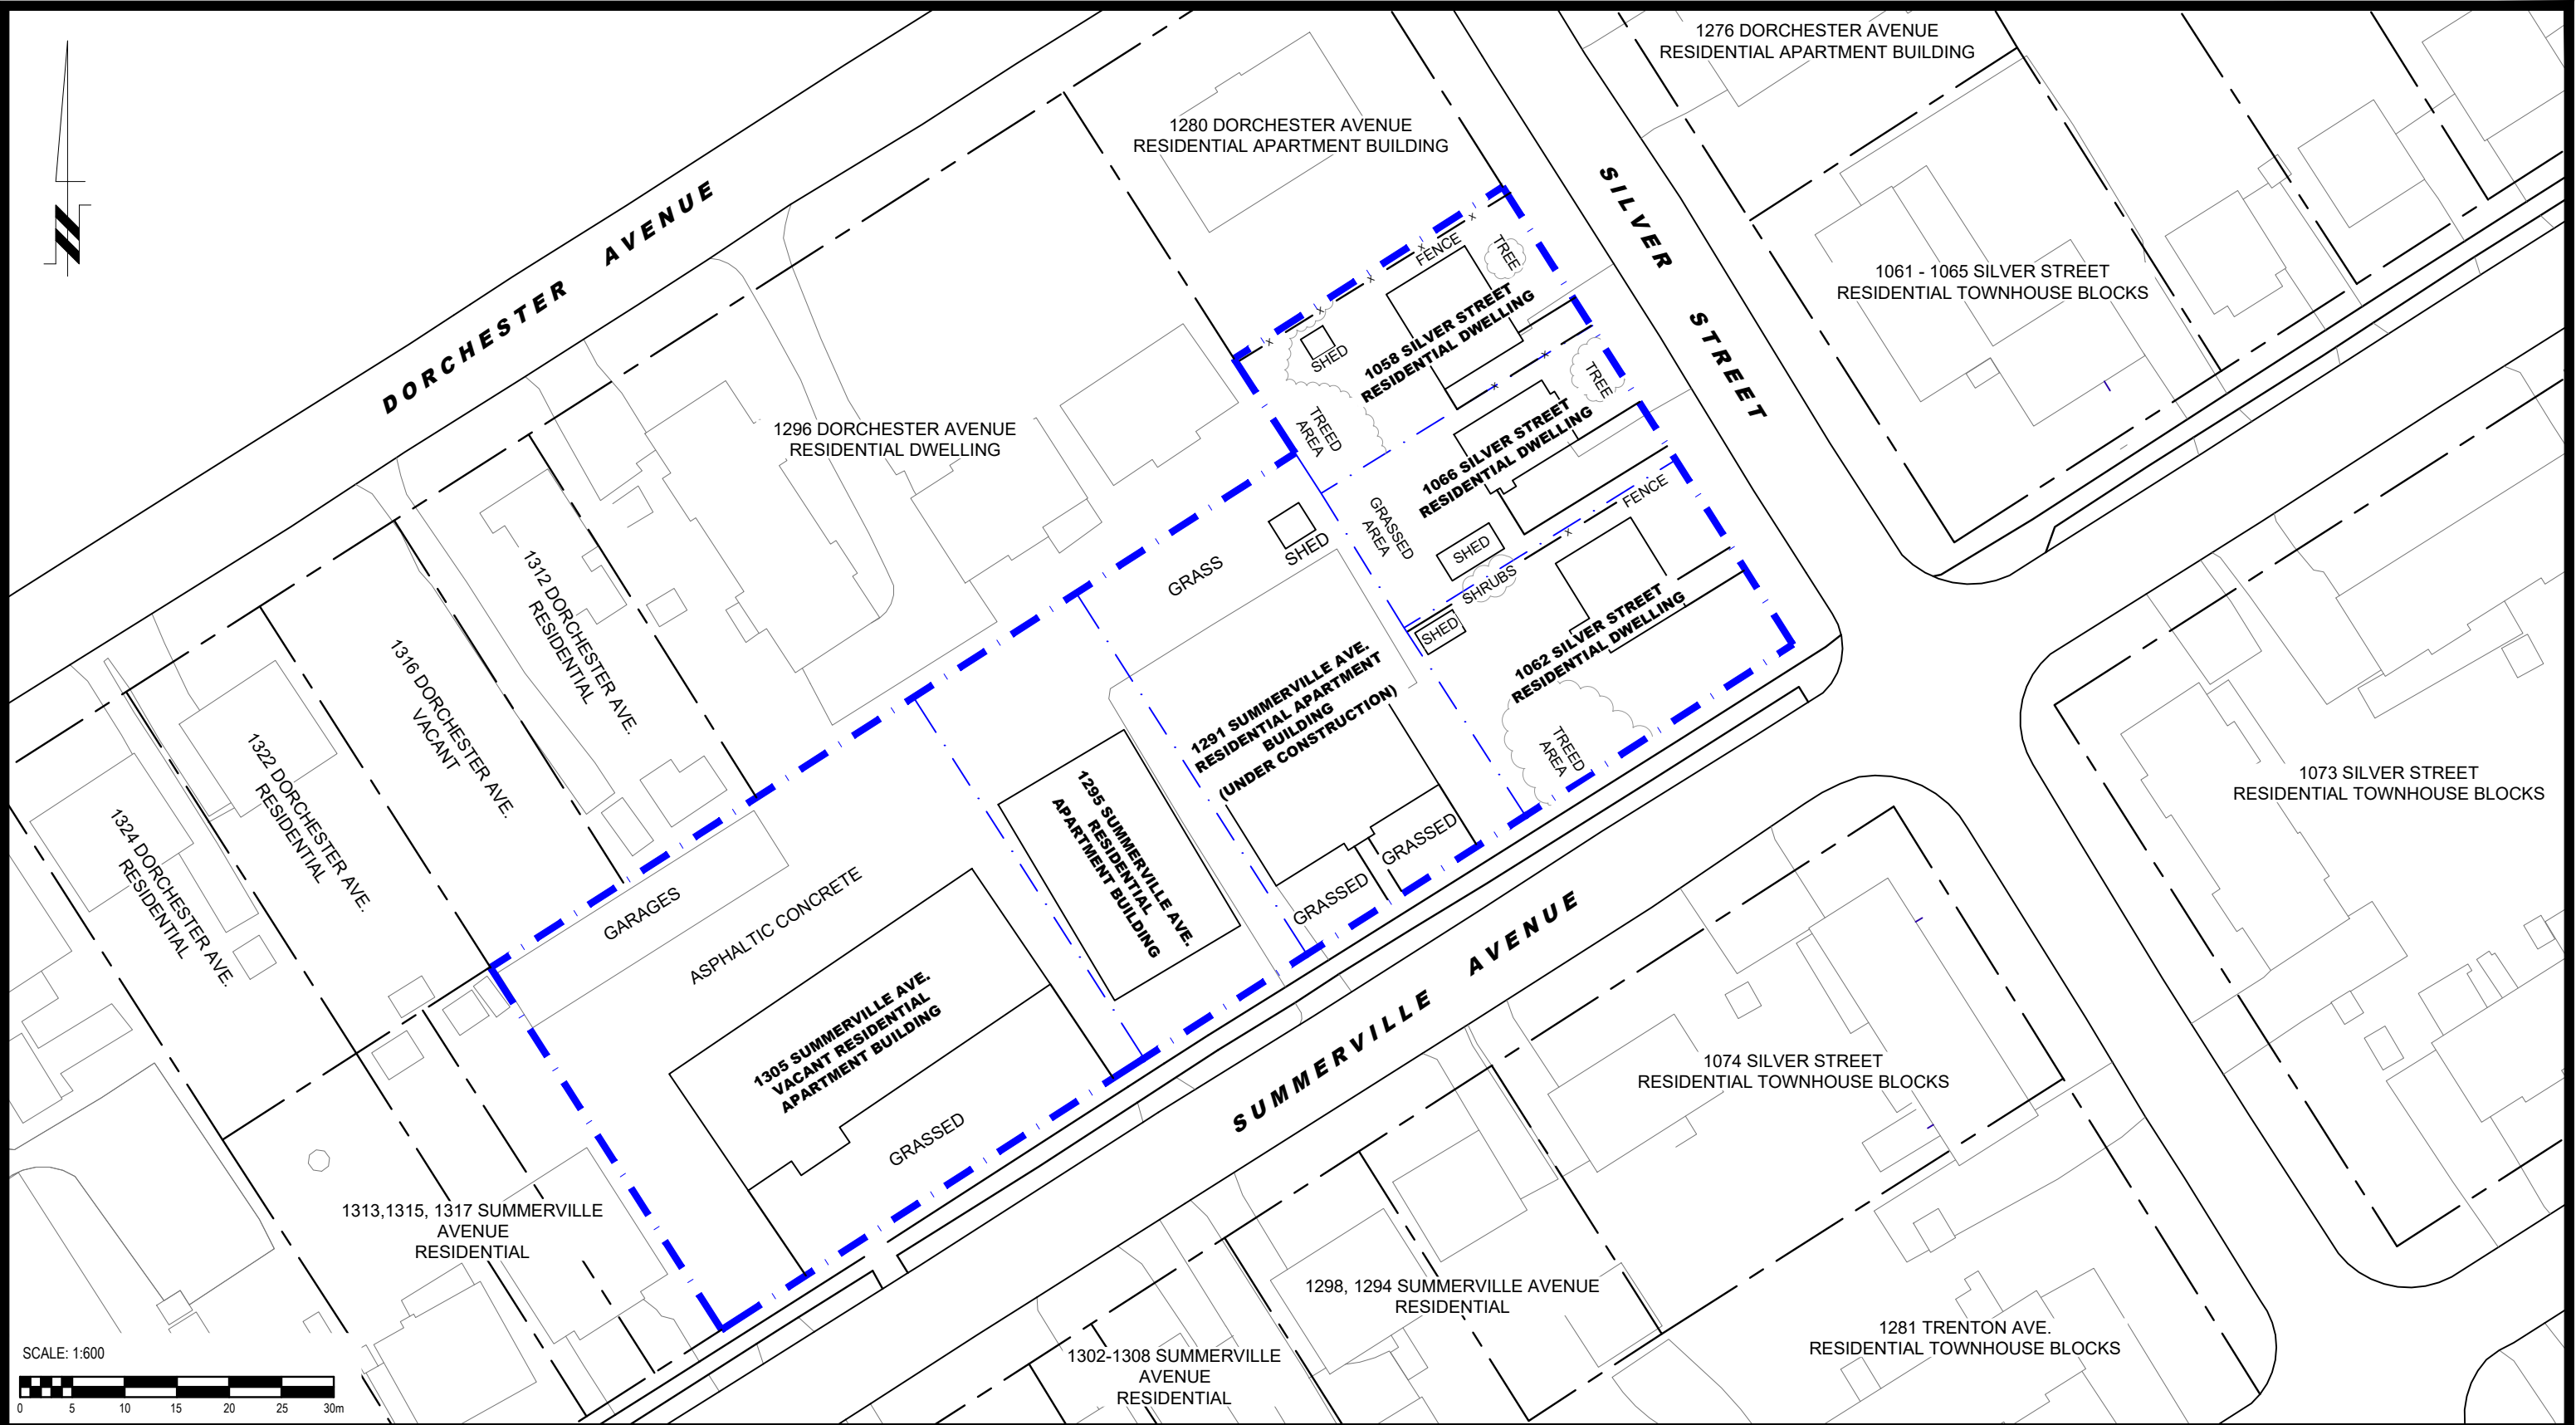 1276 DORCHESTER AVENUE
RESIDENTIAL APARTMENT BUILDING
1280 DORCHESTER AVENUE
RESIDENTIAL APARTMENT BUILDING
DORCHESTER AVENUE
SILVER STREET
1061 - 1065 SILVER STREET
RESIDENTIAL TOWNHOUSE BLOCKS
FENCE
TREE
1058 SILVER STREET
RESIDENTIAL DWELLING
SHED
TREE
TREED
AREA
1296 DORCHESTER AVENUE
RESIDENTIAL DWELLING
1066 SILVER STREET
RESIDENTIAL DWELLING
GRASSED
AREA
FENCE
SHED
SHED
GRASS
SHRUBS
SHED
1062 SILVER STREET
RESIDENTIAL DWELLING
TREED
AREA
1312 DORCHESTER AVE.
RESIDENTIAL
1316 DORCHESTER AVE.
VACANT
1322 DORCHESTER AVE.
RESIDENTIAL
1324 DORCHESTER AVE.
RESIDENTIAL
1291 SUMMERVILLE AVE.
RESIDENTIAL APARTMENT
BUILDING
(UNDER CONSTRUCTION)
GRASSED
GRASSED
1295 SUMMERVILLE AVE.
RESIDENTIAL
APARTMENT BUILDING
GARAGES
ASPHALTIC CONCRETE
1305 SUMMERVILLE AVE.
VACANT RESIDENTIAL
APARTMENT BUILDING
GRASSED
SUMMERVILLE AVENUE
1073 SILVER STREET
RESIDENTIAL TOWNHOUSE BLOCKS
1074 SILVER STREET
RESIDENTIAL TOWNHOUSE BLOCKS
1313,1315, 1317 SUMMERVILLE
AVENUE
RESIDENTIAL
1298, 1294 SUMMERVILLE AVENUE
RESIDENTIAL
1281 TRENTON AVE.
RESIDENTIAL TOWNHOUSE BLOCKS
1302-1308 SUMMERVILLE
AVENUE
RESIDENTIAL
SCALE: 1:600
0 5 10 15 20 25 30m